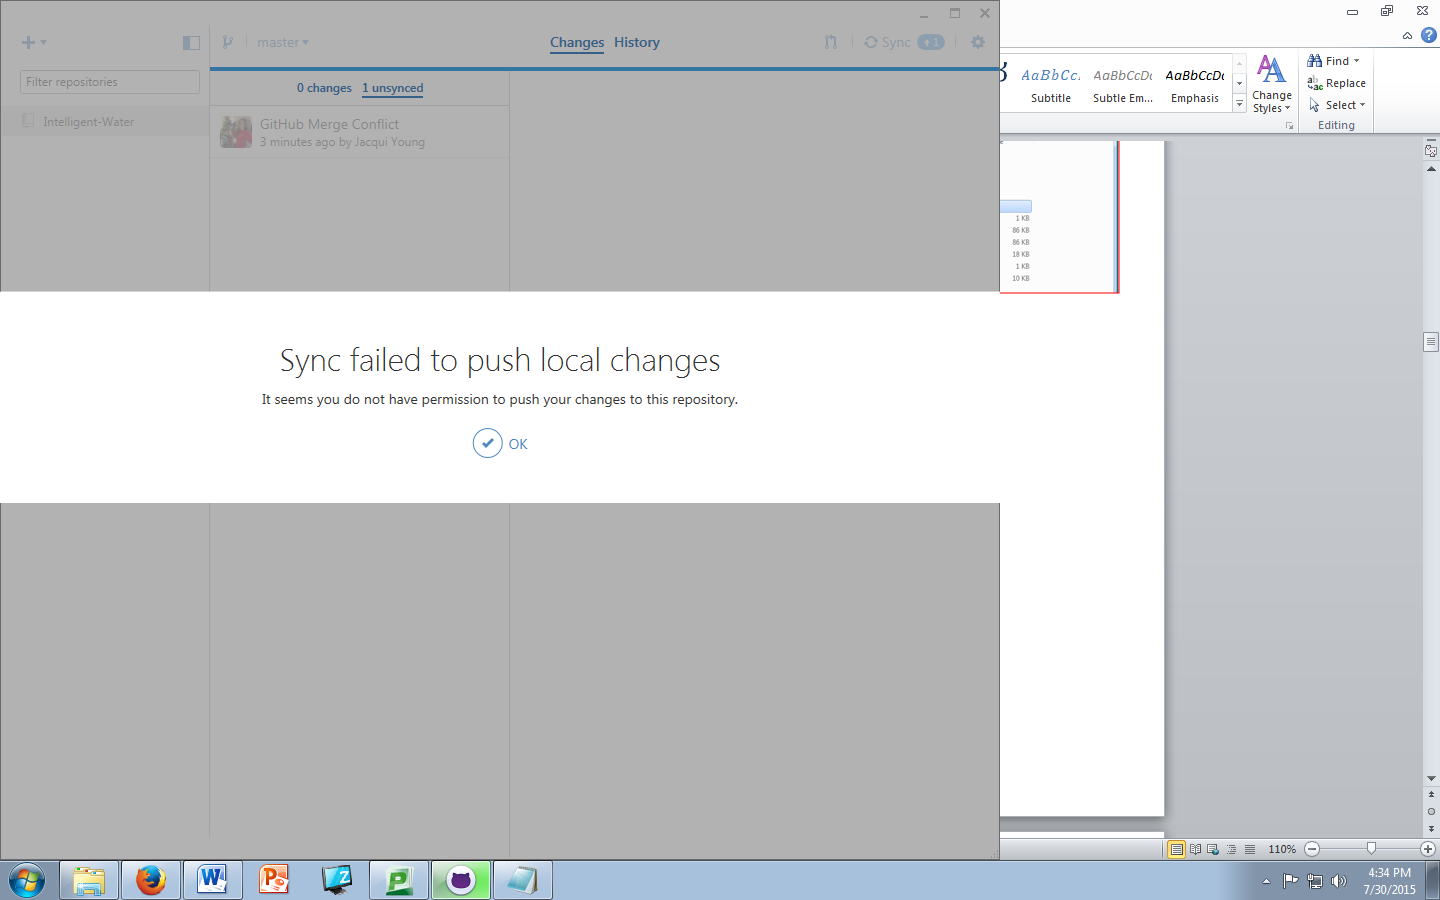 master
Changes History
Sync +1
Filter repositories
0 changes 1 unsynced
Intelligent-Water
GitHub Merge Conflict
3 minutes ago by Jacqui Young
Sync failed to push local changes
It seems you do not have permission to push your changes to this repository.
OK
AaBbCc. AaBbCcDc AaBbCcDc
Subtitle Subtle Em... Emphasis
Change
Styles
Find
Replace
Select
Editing
1 KB
86 KB
86 KB
18 KB
1 KB
10 KB
110%
4:34 PM
7/30/2015